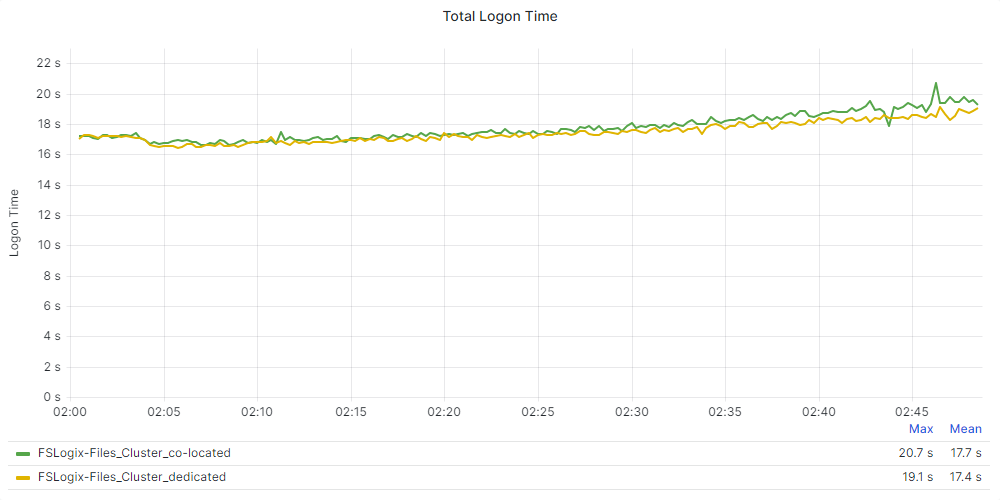 Total Logon Time
22 s
20 s
18 s
16 s
14 s
12 s
10 s
8 s
6 s
4 s
2 s
0 s
Logon Time
02:00 02:05 02:10 02:15 02:20 02:25 02:30 02:35 02:40 02:45
Max Mean
FSLogix-Files_Cluster_co-located 20.7 s 17.7 s
FSLogix-Files_Cluster_dedicated 19.1 s 17.4 s